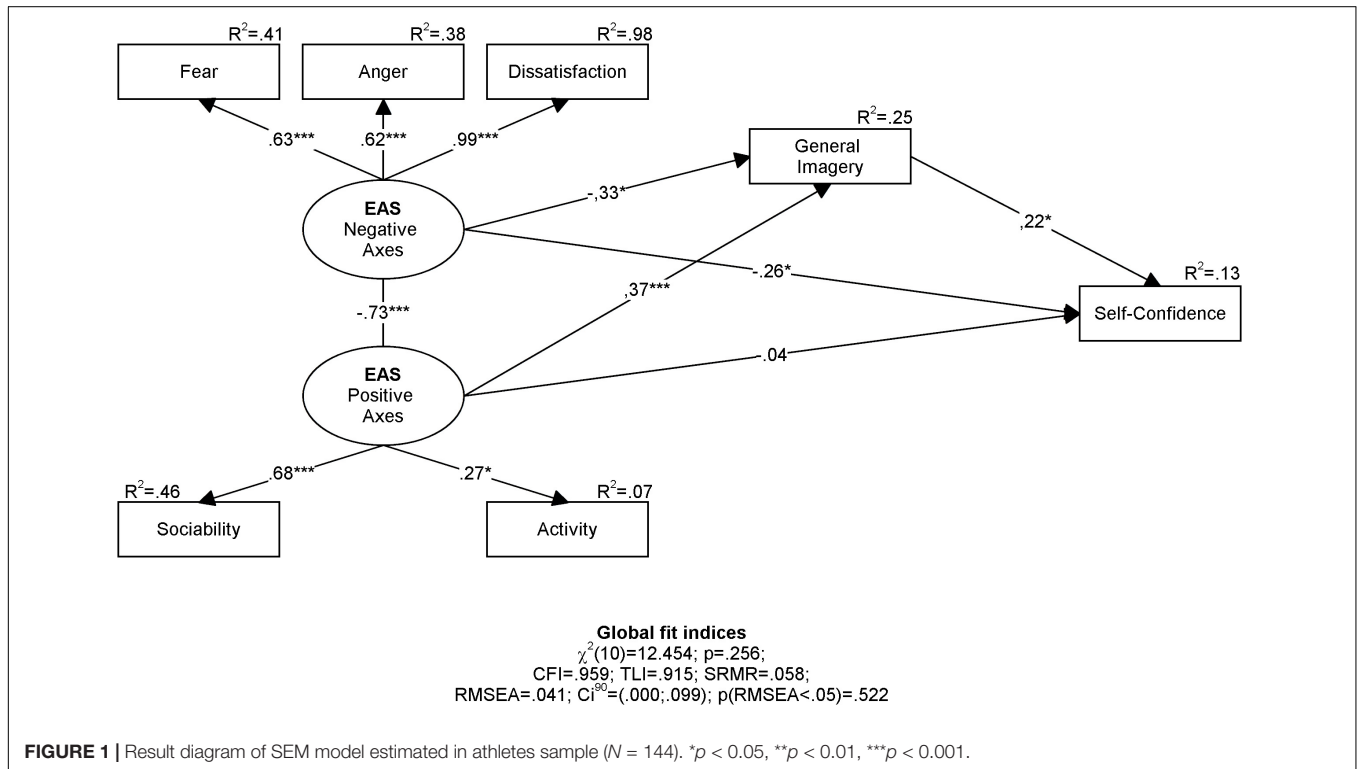 R²=.41
R²=.38
R²=.98
Fear
Anger
Dissatisfaction
.63***
.62***
.99***
R²=.25
General
Imagery
EAS
Negative
Axes
-,33*
,22*
-.26*
R²=.13
Self-Confidence
-.73***
,37***
-.04
EAS
Positive
Axes
.68***
.27*
R²=.46
R²=.07
Sociability
Activity
Global fit indices
χ²(10)=12.454; p=.256;
CFI=.959; TLI=.915; SRMR=.058;
RMSEA=.041; Ci⁹⁰=(.000;.099); p(RMSEA<.05)=.522
FIGURE 1 | Result diagram of SEM model estimated in athletes sample (N = 144). *p < 0.05, **p < 0.01, ***p < 0.001.